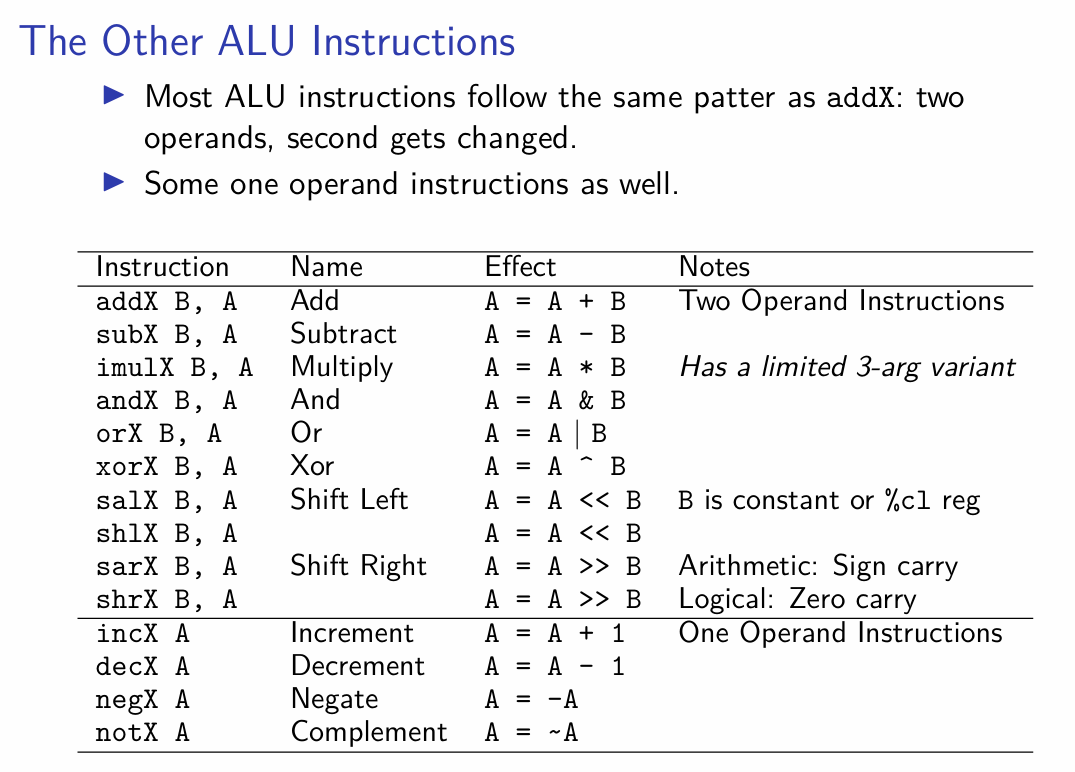 The Other ALU Instructions
▶ Most ALU instructions follow the same patter as addX: two
operands, second gets changed.
▶ Some one operand instructions as well.
Instruction Name Effect Notes
addX B, A Add A = A + B Two Operand Instructions
subX B, A Subtract A = A - B
imulX B, A Multiply A = A * B Has a limited 3-arg variant
andX B, A And A = A & B
orX B, A Or A = A | B
xorX B, A Xor A = A ^ B
salX B, A Shift Left A = A << B B is constant or %cl reg
shlX B, A A = A << B
sarX B, A Shift Right A = A >> B Arithmetic: Sign carry
shrX B, A A = A >> B Logical: Zero carry
incX A Increment A = A + 1 One Operand Instructions
decX A Decrement A = A - 1
negX A Negate A = -A
notX A Complement A = ~A